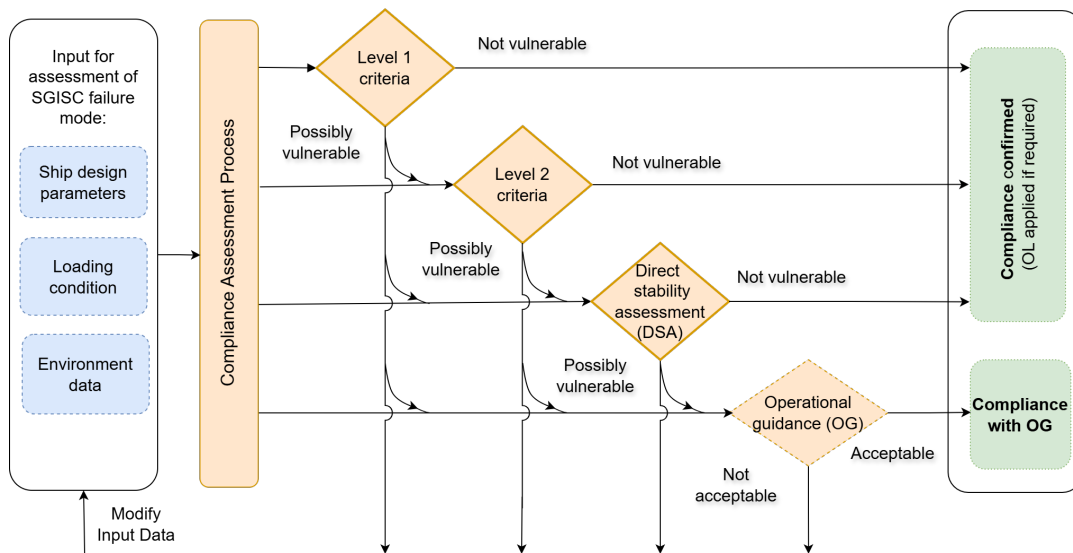 Input for
assessment of
SGISC failure
mode:
Ship design
parameters
Loading
condition
Environment
data
Modify
Input Data
Compliance Assessment Process
Level 1
criteria
Not vulnerable
Possibly
vulnerable
Level 2
criteria
Not vulnerable
Possibly
vulnerable
Direct
stability
assessment
(DSA)
Not vulnerable
Possibly
vulnerable
Operational
guidance (OG)
Acceptable
Not
acceptable
Compliance confirmed
(OL applied if required)
Compliance
with OG